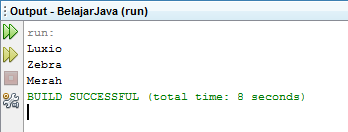 Output - BelajarJava (run)
run:
Luxio
Zebra
Merah
BUILD SUCCESSFUL (total time: 8 seconds)